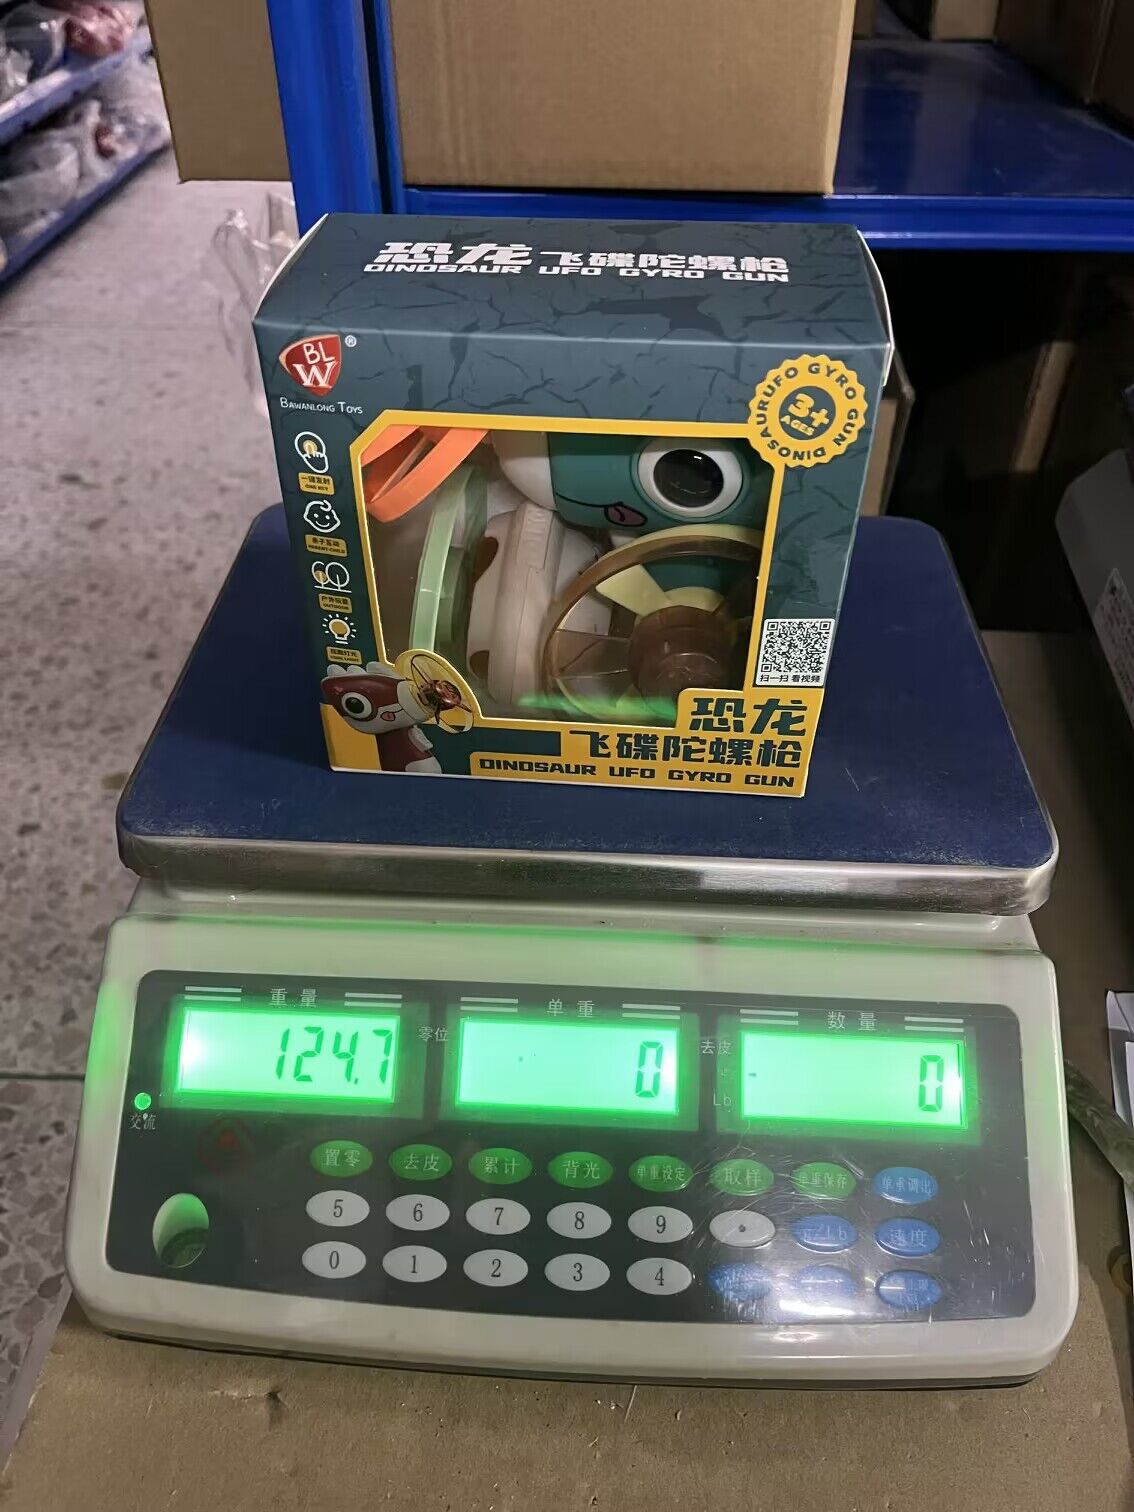 恐龙飞碟陀螺枪
DINOSAUR UFO GYRO GUN
BL
W
®
BAWANLONG TOYS
DINOSAUR UFO GYRO GUN
3+
AGES
一键发射
ONE KEY
亲子互动
PARENT-CHILD
户外玩耍
OUTDOOR
炫酷灯光
COOL LIGHT
扫一扫 看视频
恐龙
飞碟陀螺枪
DINOSAUR UFO GYRO GUN
重量
单重
数量
124.7
零位
0
去皮
Lb
0
交流
置零
去皮
累计
背光
单重设定
取样
单重保存
单重调出
5
6
7
8
9
.
速度
0
1
2
3
4